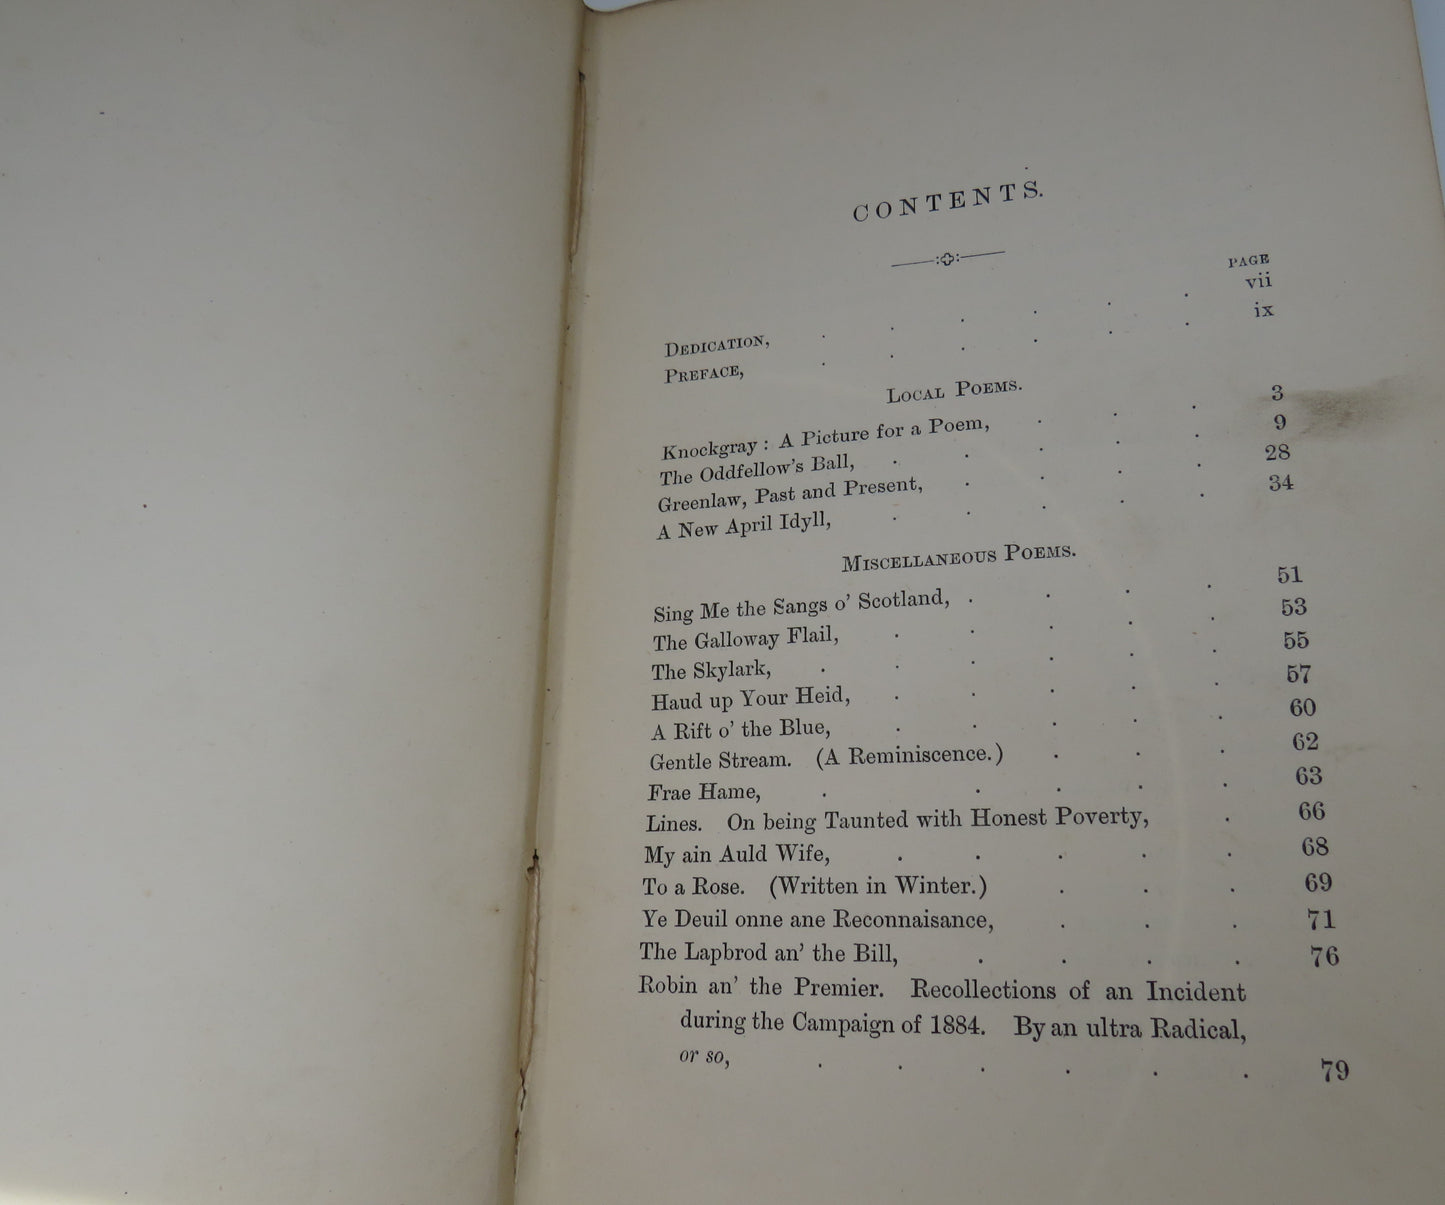 CONTENTS.
PAGE
DEDICATION, . . . . . . vii
PREFACE, . . . . . . ix
LOCAL POEMS.
Knockgray : A Picture for a Poem, . . . 3
The Oddfellow's Ball, . . . . . 9
Greenlaw, Past and Present, . . . . 28
A New April Idyll, . . . . . 34
MISCELLANEOUS POEMS.
Sing Me the Sangs o' Scotland, . . . . 51
The Galloway Flail, . . . . . 53
The Skylark, . . . . . . 55
Haud up Your Heid, . . . . . 57
A Rift o' the Blue, . . . . . 60
Gentle Stream. (A Reminiscence.) . . . 62
Frae Hame, . . . . . 63
Lines. On being Taunted with Honest Poverty, . 66
My ain Auld Wife, . . . . . 68
To a Rose. (Written in Winter.) . . . 69
Ye Deuil onne ane Reconnaisance, . . . 71
The Lapbrod an' the Bill, . . . . 76
Robin an' the Premier. Recollections of an Incident
during the Campaign of 1884. By an ultra Radical,
or so, . . . . . . 79